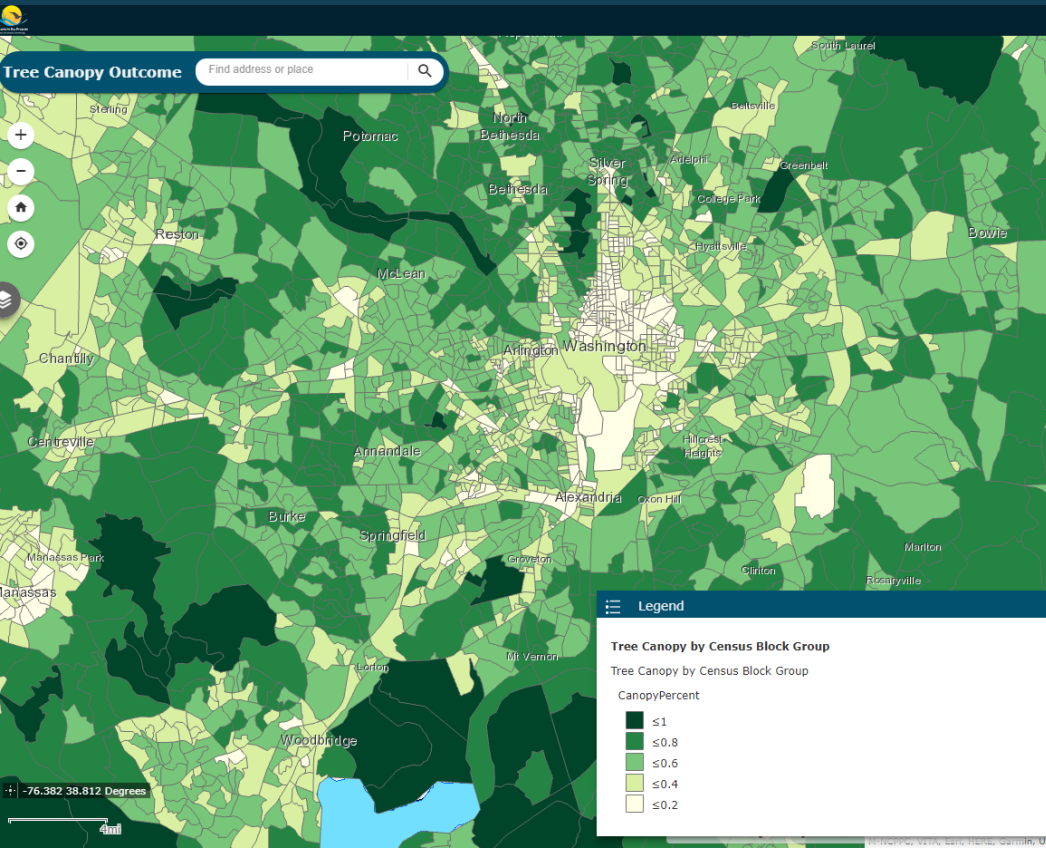 South Laurel
Tree Canopy Outcome
Find address or place
Sterling
Beltsville
North
Bethesda
Potomac
Silver
Spring
Adelphi
Greenbelt
Bethesda
College Park
Reston
Bowie
Hyattsville
McLean
Arlington
Washington
Chantilly
Centreville
Annandale
Hillcrest
Heights
Alexandria
Oxon Hill
Burke
Springfield
Marlton
Manassas Park
Groveton
Clinton
Rosaryville
Manassas
Legend
Tree Canopy by Census Block Group
Mt Vernon
Lorton
Tree Canopy by Census Block Group
CanopyPercent
≤1
≤0.8
Woodbridge
≤0.6
≤0.4
-76.382 38.812 Degrees
≤0.2
4mi